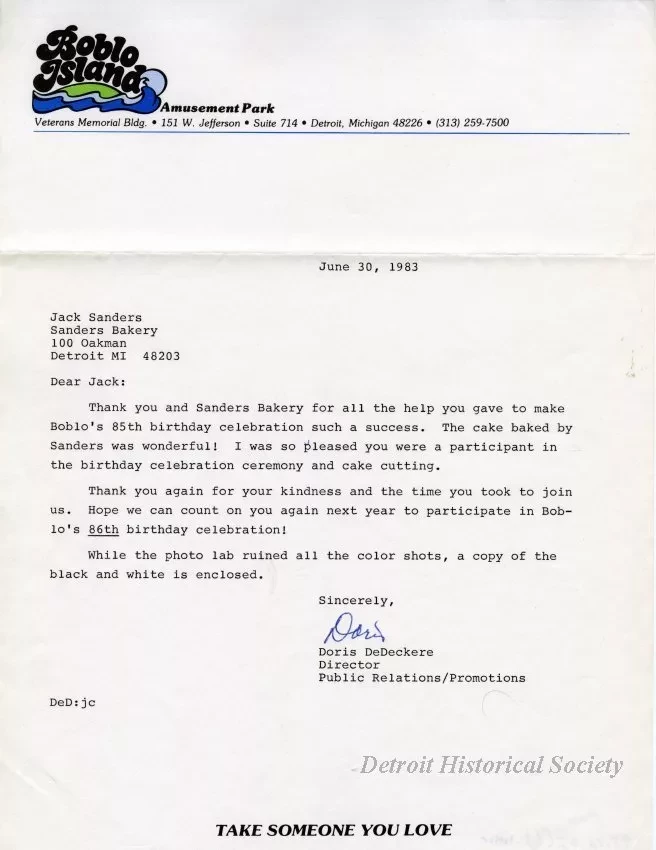 Boblo
Island
Amusement Park
Veterans Memorial Bldg. • 151 W. Jefferson • Suite 714 • Detroit, Michigan 48226 • (313) 259-7500
June 30, 1983
Jack Sanders
Sanders Bakery
100 Oakman
Detroit MI 48203
Dear Jack:
Thank you and Sanders Bakery for all the help you gave to make
Boblo's 85th birthday celebration such a success. The cake baked by
Sanders was wonderful! I was so pleased you were a participant in
the birthday celebration ceremony and cake cutting.
Thank you again for your kindness and the time you took to join
us. Hope we can count on you again next year to participate in Bob-
lo's 86th birthday celebration!
While the photo lab ruined all the color shots, a copy of the
black and white is enclosed.
Sincerely,
Doris
Doris DeDeckere
Director
Public Relations/Promotions
DeD:jc
Detroit Historical Society
TAKE SOMEONE YOU LOVE